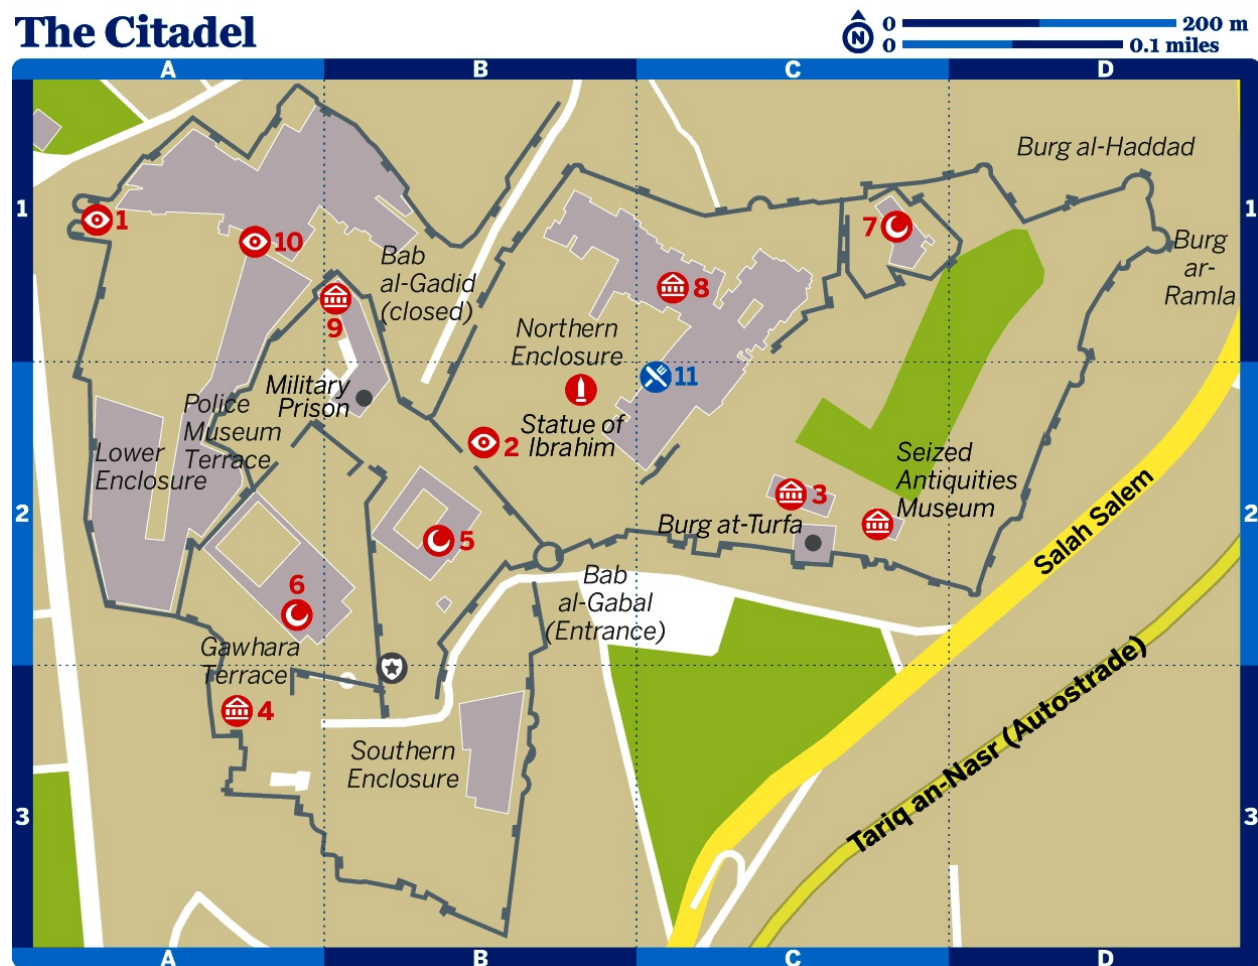 The Citadel
N
0
200 m
0
0.1 miles
A
B
C
D
1
1
Burg al-Haddad
1
10
7
Bab
al-Gadid
(closed)
Burg
ar-
Ramla
8
9
Northern
Enclosure
11
Military
Prison
Police
Museum
Terrace
Statue of
Ibrahim
2
Lower
Enclosure
Seized
Antiquities
Museum
3
2
2
Burg at-Turfa
5
Salah Salem
6
Bab
al-Gabal
(Entrance)
Gawhara
Terrace
4
Tariq an-Nasr (Autostrade)
Southern
Enclosure
3
3
A
B
C
D